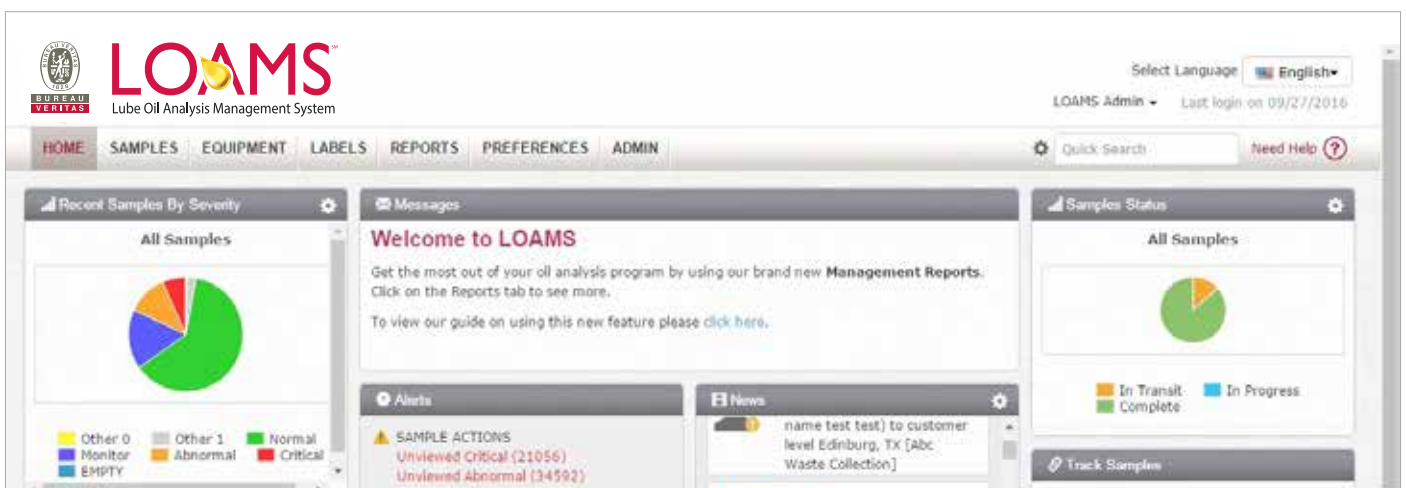 BUREAU VERITAS
1828
BUREAU
VERITAS
LOAMS℠
Lube Oil Analysis Management System
Select Language English
LOAMS Admin Last login on 09/27/2016
HOME SAMPLES EQUIPMENT LABELS REPORTS PREFERENCES ADMIN
Quick Search Need Help ?
Recent Samples By Severity
All Samples
Other 0 Other 1 Normal
Monitor Abnormal Critical
EMPTY
Messages
Welcome to LOAMS
Get the most out of your oil analysis program by using our brand new Management Reports.
Click on the Reports tab to see more.
To view our guide on using this new feature please click here.
Alerts
SAMPLE ACTIONS
Unviewed Critical (21056)
Unviewed Abnormal (34592)
News
name test test) to customer
level Edinburg, TX [Abc
Waste Collection]
Samples Status
All Samples
In Transit In Progress
Complete
Track Samples